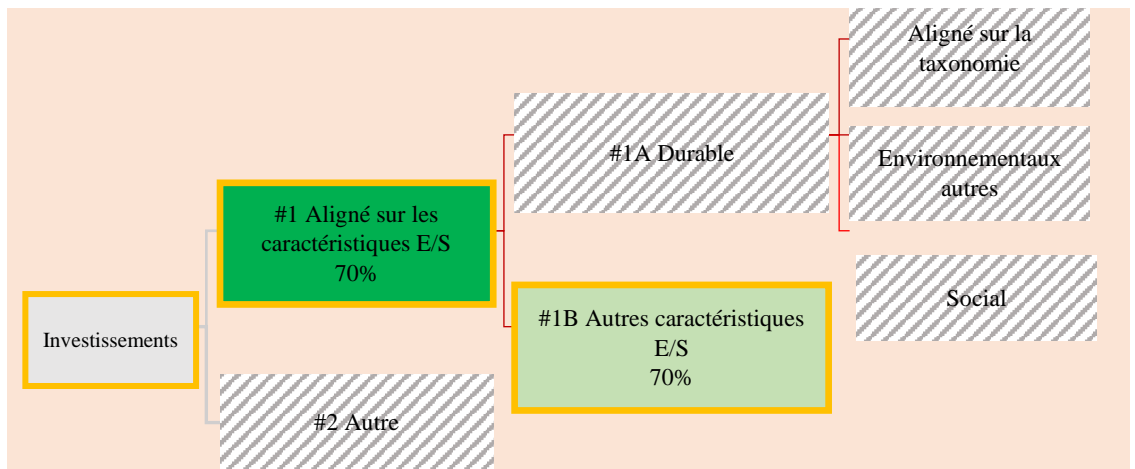 Investissements
#1 Aligné sur les
caractéristiques E/S
70%
#2 Autre
#1A Durable
#1B Autres caractéristiques
E/S
70%
Aligné sur la
taxonomie
Environnementaux
autres
Social